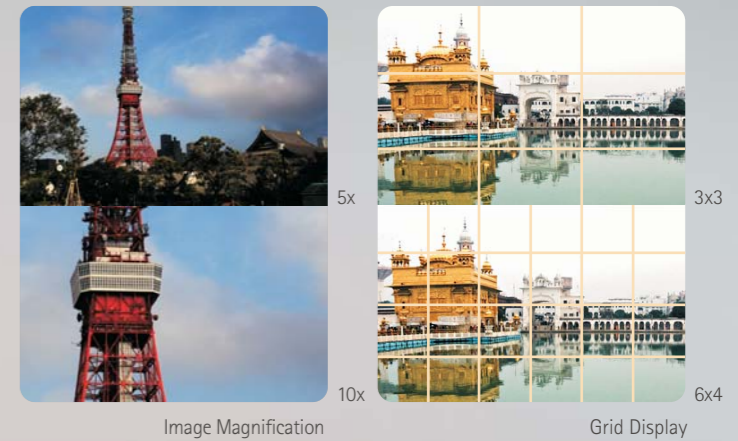 5x
3x3
10x
6x4
Image Magnification
Grid Display